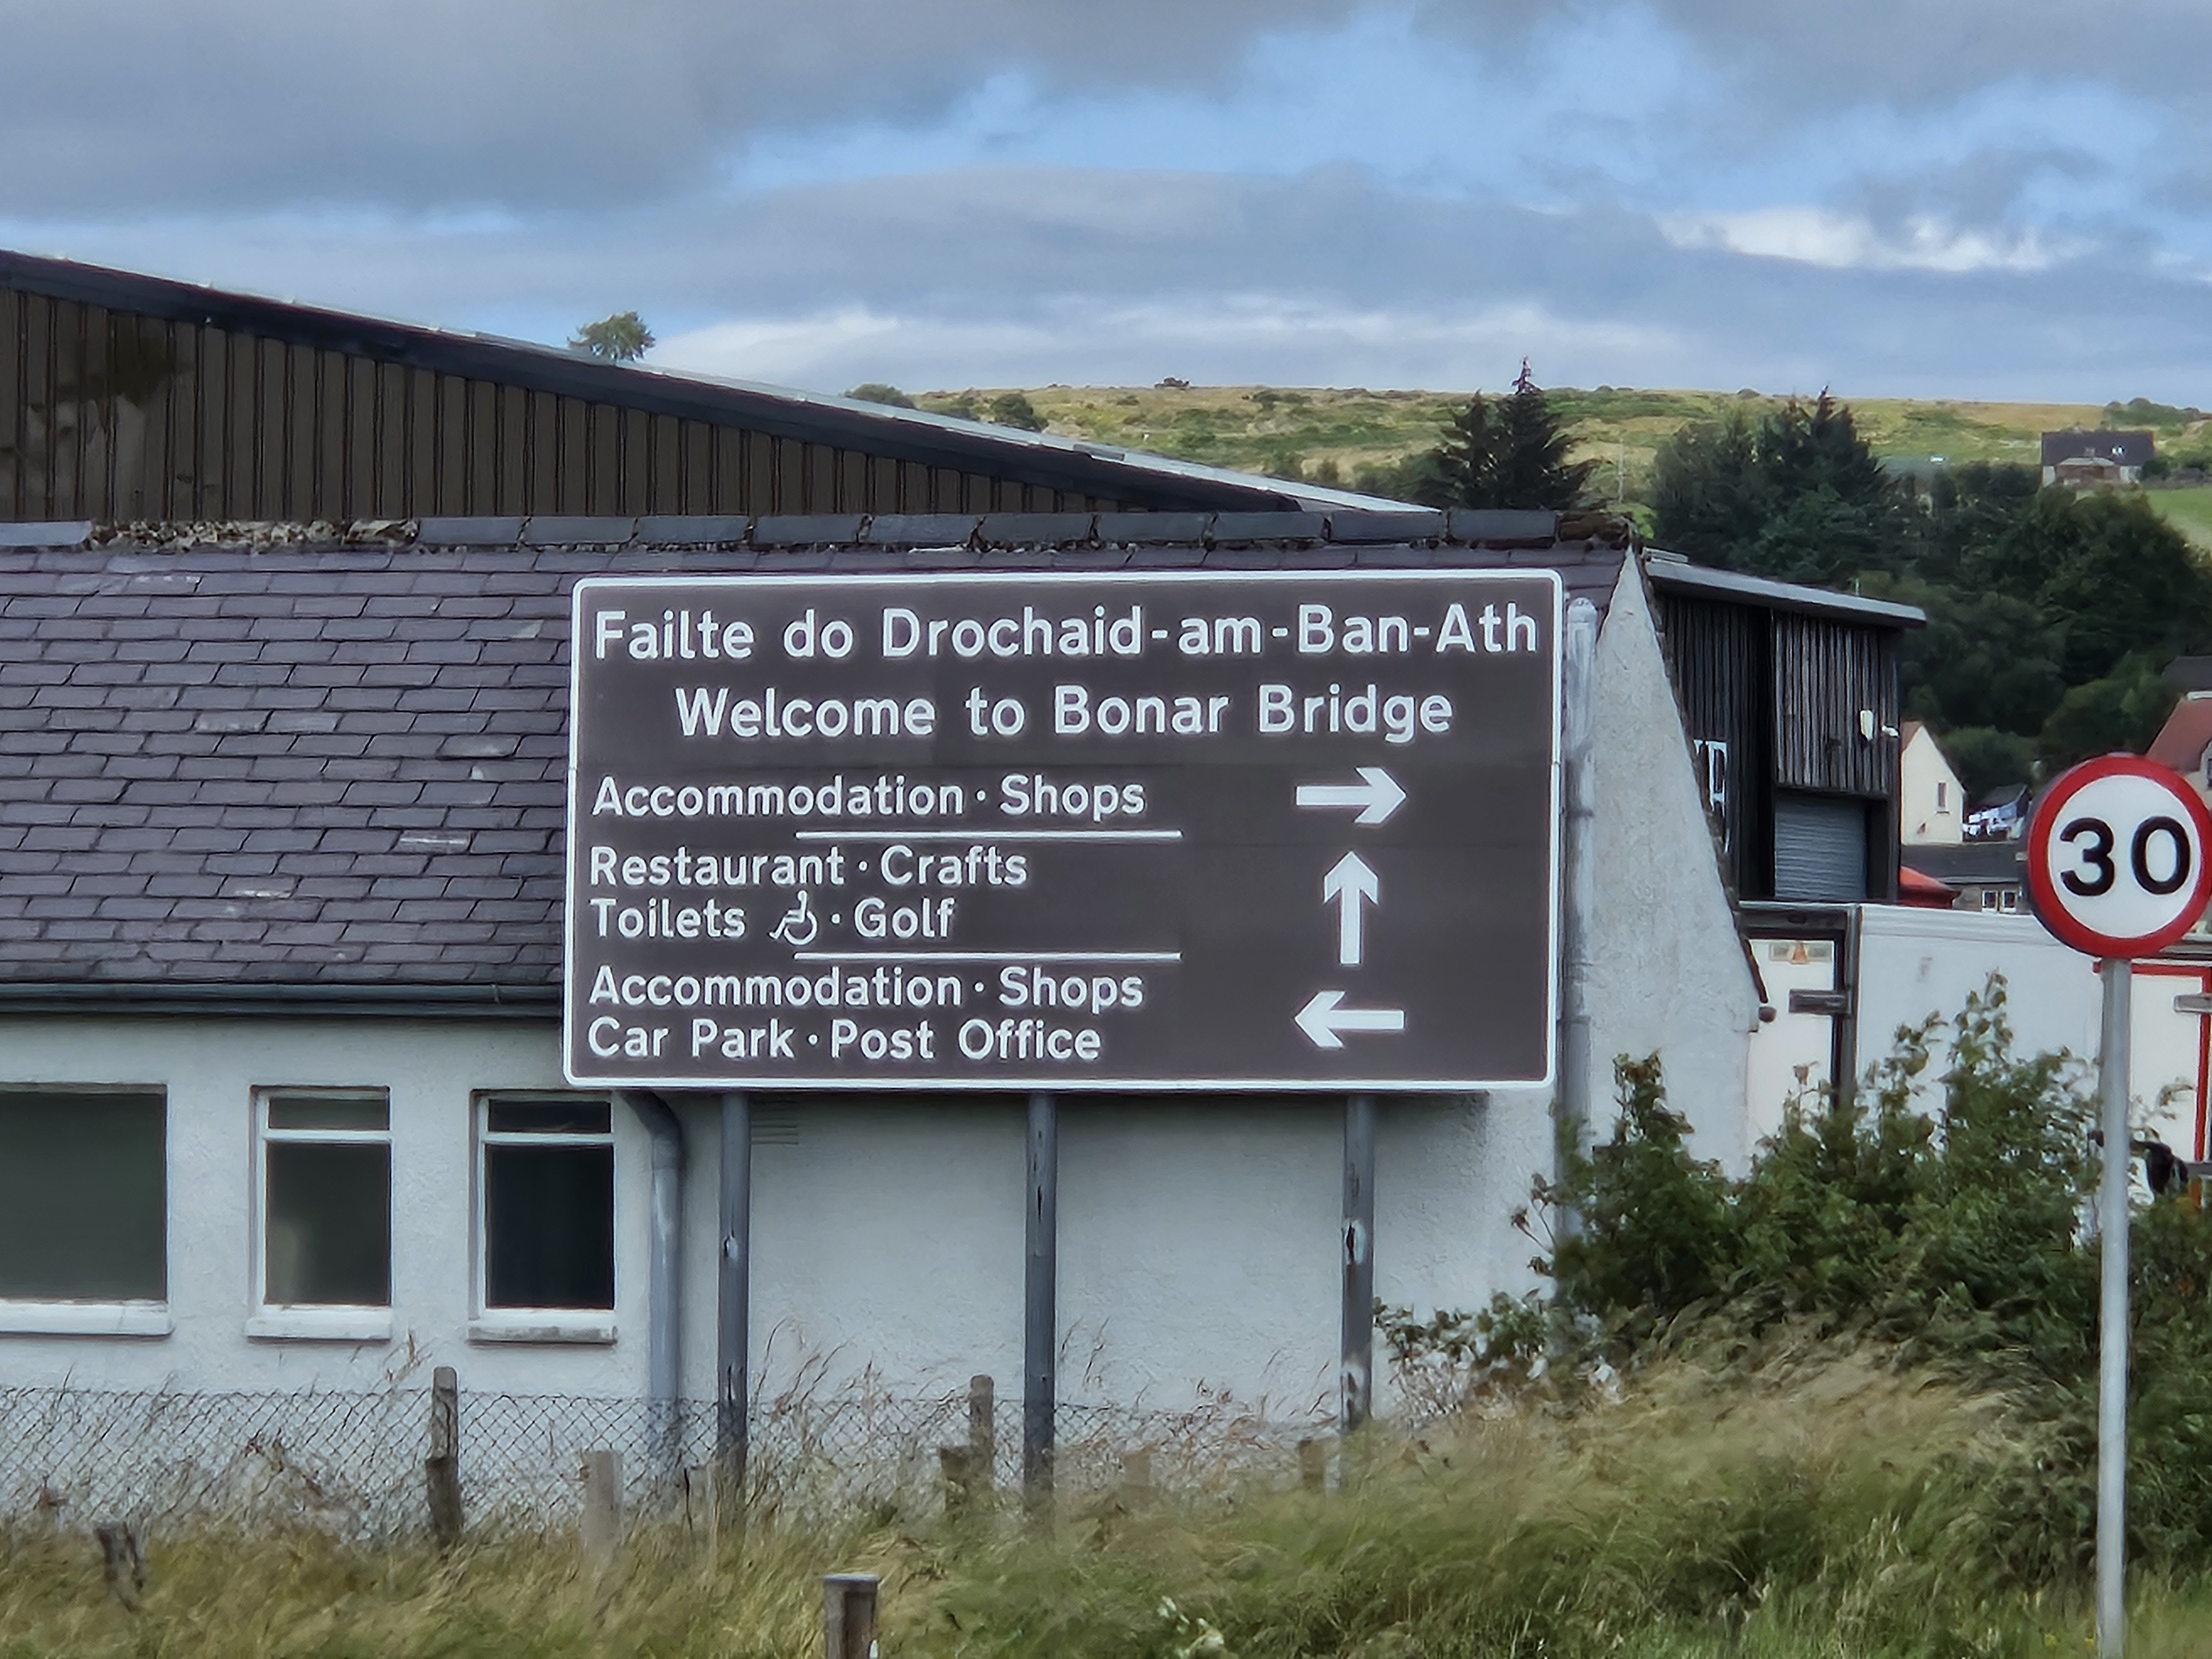 Failte do Drochaid-am-Ban-Ath
Welcome to Bonar Bridge
Accommodation · Shops
Restaurant · Crafts
Toilets · Golf
Accommodation · Shops
Car Park · Post Office
30